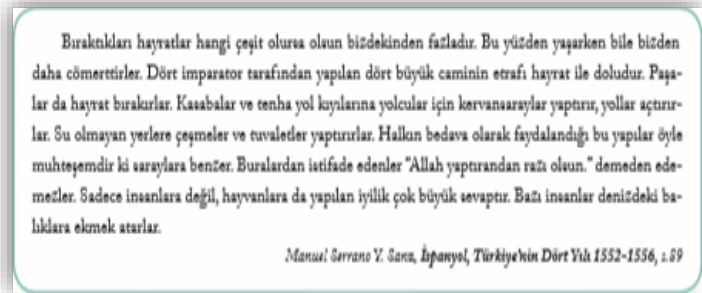 Bıraktıkları hayratlar hangi çeşit olursa olsun bizdekinden fazladır. Bu yüzden yaşarken bile bizden
daha cömerttirler. Dört imparator tarafından yapılan dört büyük caminin etrafı hayrat ile doludur. Paşa-
lar da hayrat bırakırlar. Kasabalar ve tenha yol kıyılarına yolcular için kervansaraylar yaptırır, yollar açtırır-
lar. Su olmayan yerlere çeşmeler ve tuvaletler yaptırırlar. Halkın bedava olarak faydalandığı bu yapılar öyle
muhteşemdir ki saraylara benzer. Buralardan istifade edenler "Allah yaptırandan razı olsun." demeden ede-
mezler. Sadece insanlara değil, hayvanlara da yapılan iyilik çok büyük sevaptır. Bazı insanlar denizdeki ba-
lıklara ekmek atarlar.
Manuel Serrano Y. Sanz, İspanyol, Türkiye'nin Dört Yılı 1552-1556, s.89